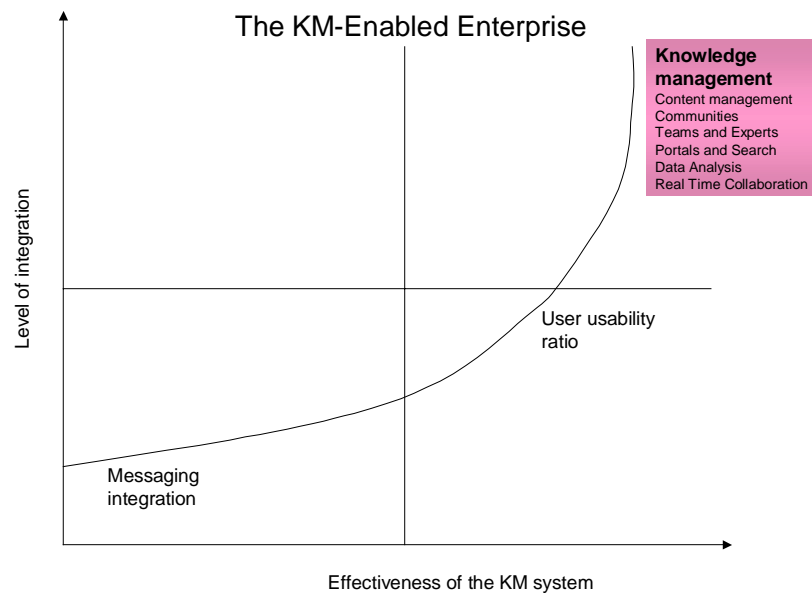 The KM-Enabled Enterprise
Knowledge
management
Content management
Communities
Teams and Experts
Portals and Search
Data Analysis
Real Time Collaboration
Level of integration
User usability
ratio
Messaging
integration
Effectiveness of the KM system